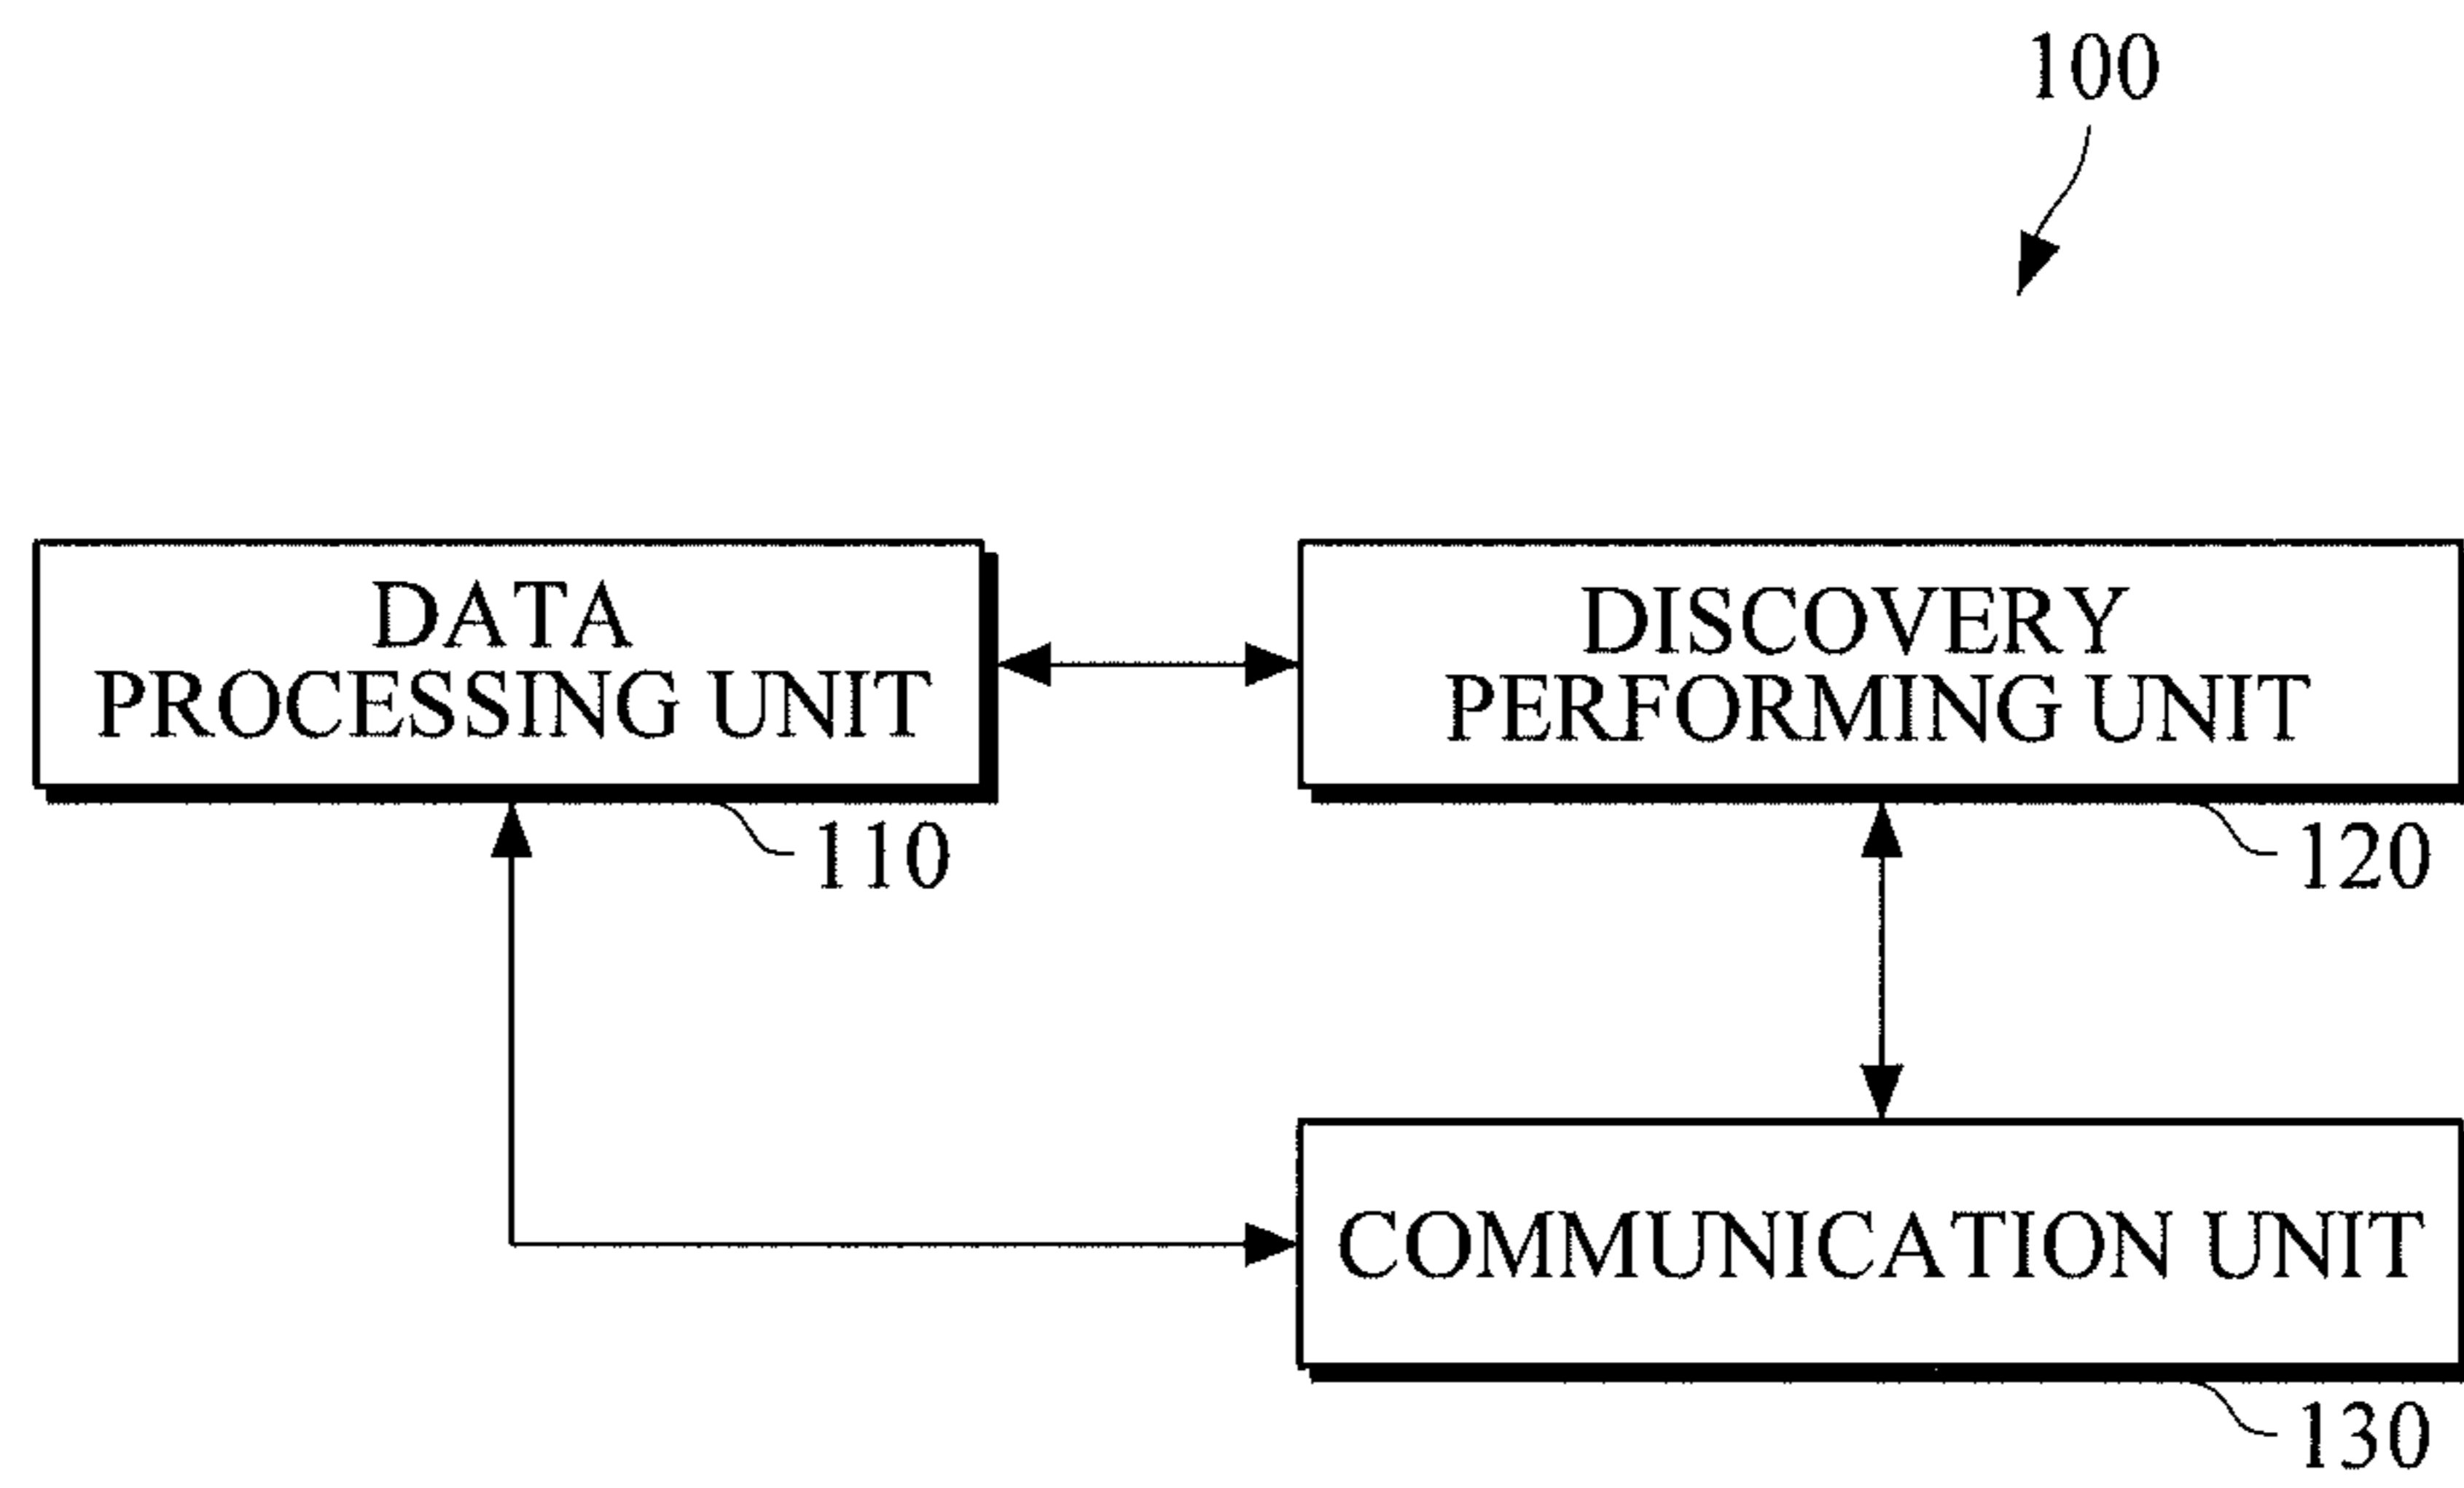 100
DATA
PROCESSING UNIT
110
DISCOVERY
PERFORMING UNIT
120
COMMUNICATION UNIT
130